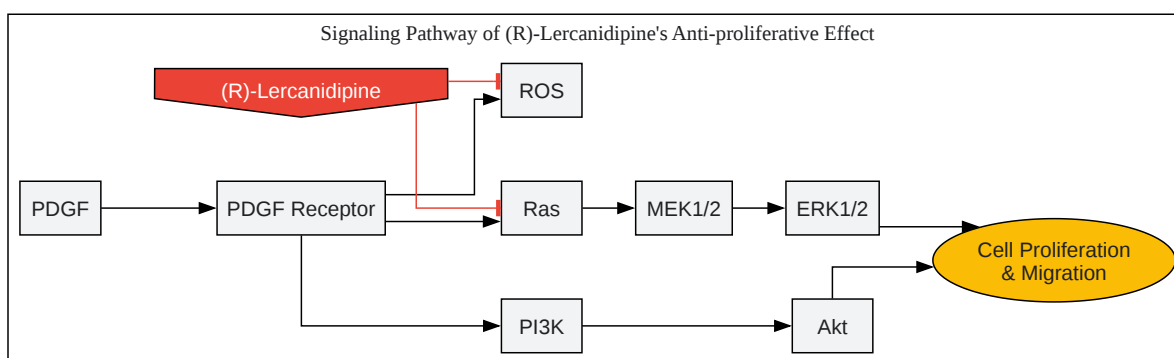 Signaling Pathway of (R)-Lercanidipine's Anti-proliferative Effect
(R)-Lercanidipine
ROS
PDGF
PDGF Receptor
Ras
MEK1/2
ERK1/2
Cell Proliferation
& Migration
PI3K
Akt